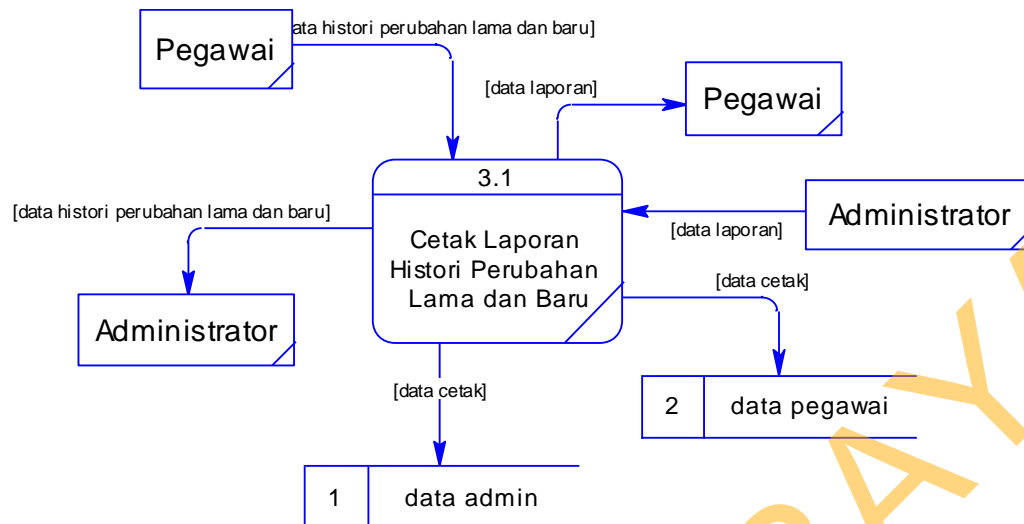 ata histori perubahan lama dan baru]
Pegawai
[data laporan]
Pegawai
3.1
[data histori perubahan lama dan baru]
Cetak Laporan
Histori Perubahan
Lama dan Baru
[data laporan]
Administrator
[data cetak]
Administrator
[data cetak]
2 data pegawai
1 data admin
AY